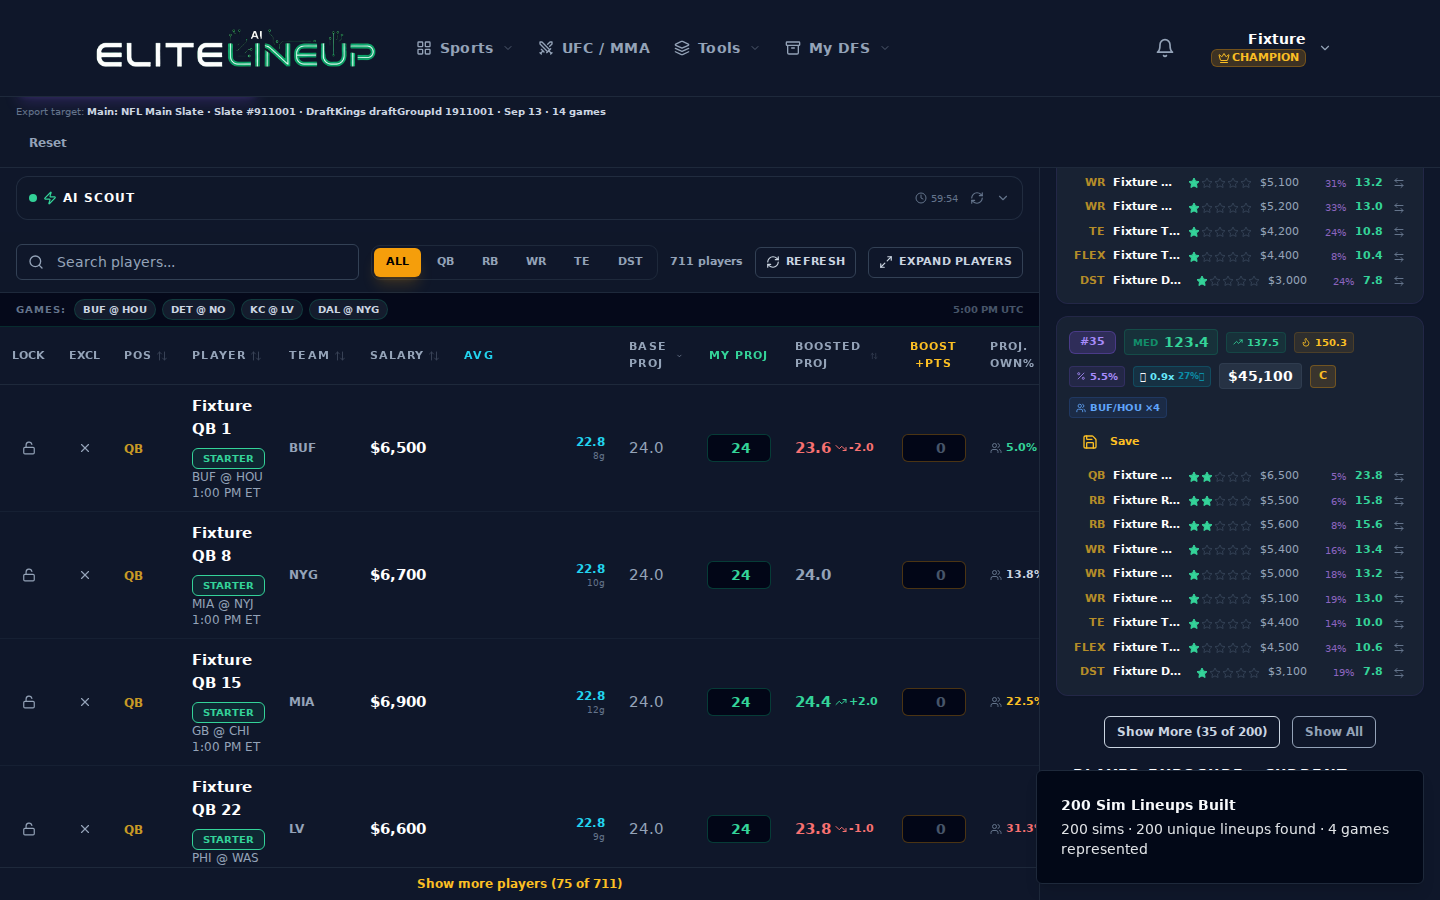 ELITELINEUP
AI
Sports
UFC / MMA
Tools
My DFS
Fixture
CHAMPION
Export target: Main: NFL Main Slate · Slate #911001 · DraftKings draftGroupId 1911001 · Sep 13 · 14 games
Reset
AI SCOUT
59:54
Search players...
ALL QB RB WR TE DST
711 players
REFRESH
EXPAND PLAYERS
GAMES: BUF @ HOU DET @ NO KC @ LV DAL @ NYG 5:00 PM UTC
LOCK EXCL POS PLAYER TEAM SALARY AVG BASE PROJ MY PROJ BOOSTED PROJ BOOST +PTS PROJ. OWN%
Fixture
QB 1
QB BUF $6,500 22.8 24.0 24 23.6 -2.0 0 5.0%
8g
STARTER
BUF @ HOU
1:00 PM ET
Fixture
QB 8
QB NYG $6,700 22.8 24.0 24 24.0 0 13.8%
10g
STARTER
MIA @ NYJ
1:00 PM ET
Fixture
QB 15
QB MIA $6,900 22.8 24.0 24 24.4 +2.0 0 22.5%
12g
STARTER
GB @ CHI
1:00 PM ET
Fixture
QB 22
QB LV $6,600 22.8 24.0 24 23.8 -1.0 0 31.3%
9g
STARTER
PHI @ WAS
Show more players (75 of 711)
WR Fixture ... $5,100 31% 13.2
WR Fixture ... $5,200 33% 13.0
TE Fixture T... $4,200 24% 10.8
FLEX Fixture T... $4,400 8% 10.4
DST Fixture D... $3,000 24% 7.8
#35 MED 123.4 137.5 150.3
5.5% 0.9x 27% $45,100 C
BUF/HOU ×4
Save
QB Fixture ... $6,500 5% 23.8
RB Fixture R... $5,500 6% 15.8
RB Fixture R... $5,600 8% 15.6
WR Fixture ... $5,400 16% 13.4
WR Fixture ... $5,000 18% 13.2
WR Fixture ... $5,100 19% 13.0
TE Fixture T... $4,400 14% 10.0
FLEX Fixture T... $4,500 34% 10.6
DST Fixture D... $3,100 19% 7.8
Show More (35 of 200)
Show All
200 Sim Lineups Built
200 sims · 200 unique lineups found · 4 games
represented